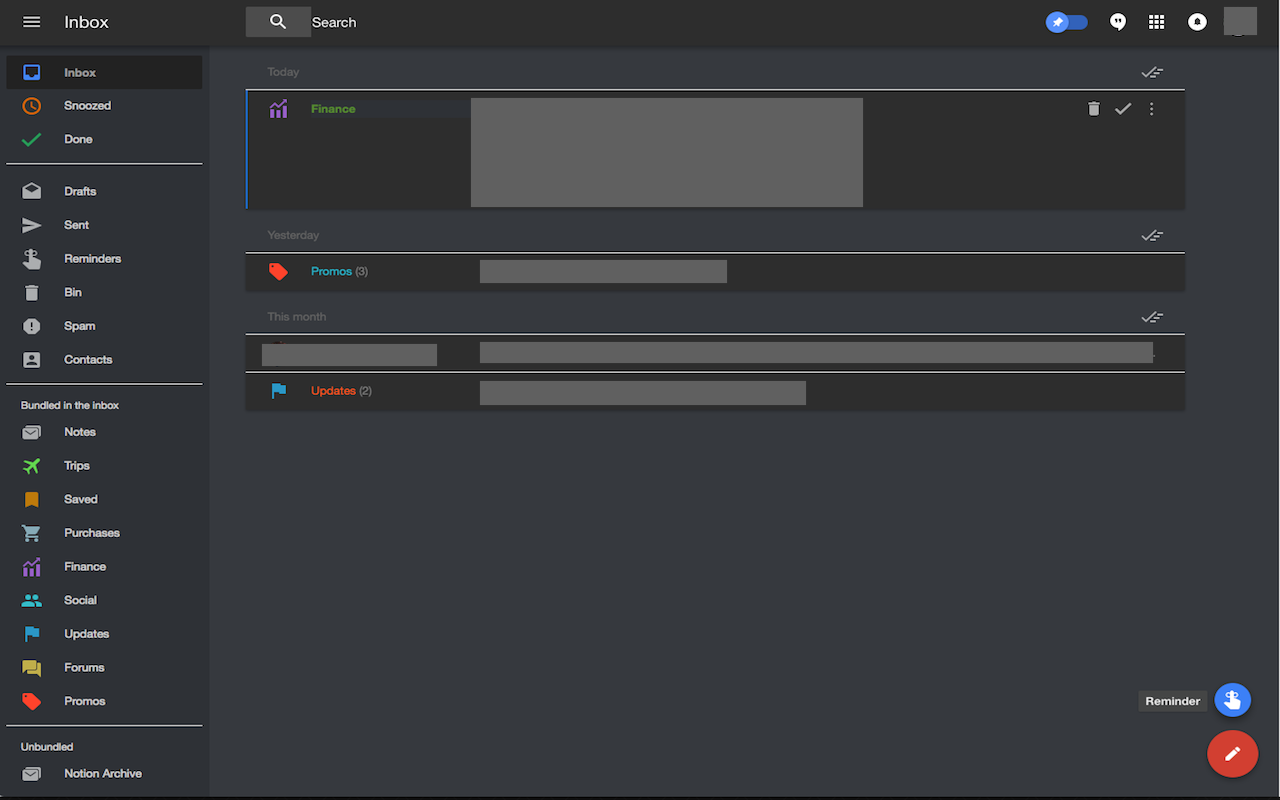 Inbox
Search
Inbox
Snoozed
Done
Drafts
Sent
Reminders
Bin
Spam
Contacts
Bundled in the inbox
Notes
Trips
Saved
Purchases
Finance
Social
Updates
Forums
Promos
Unbundled
Notion Archive
Today
Finance
Yesterday
Promos (3)
This month
Updates (2)
Reminder